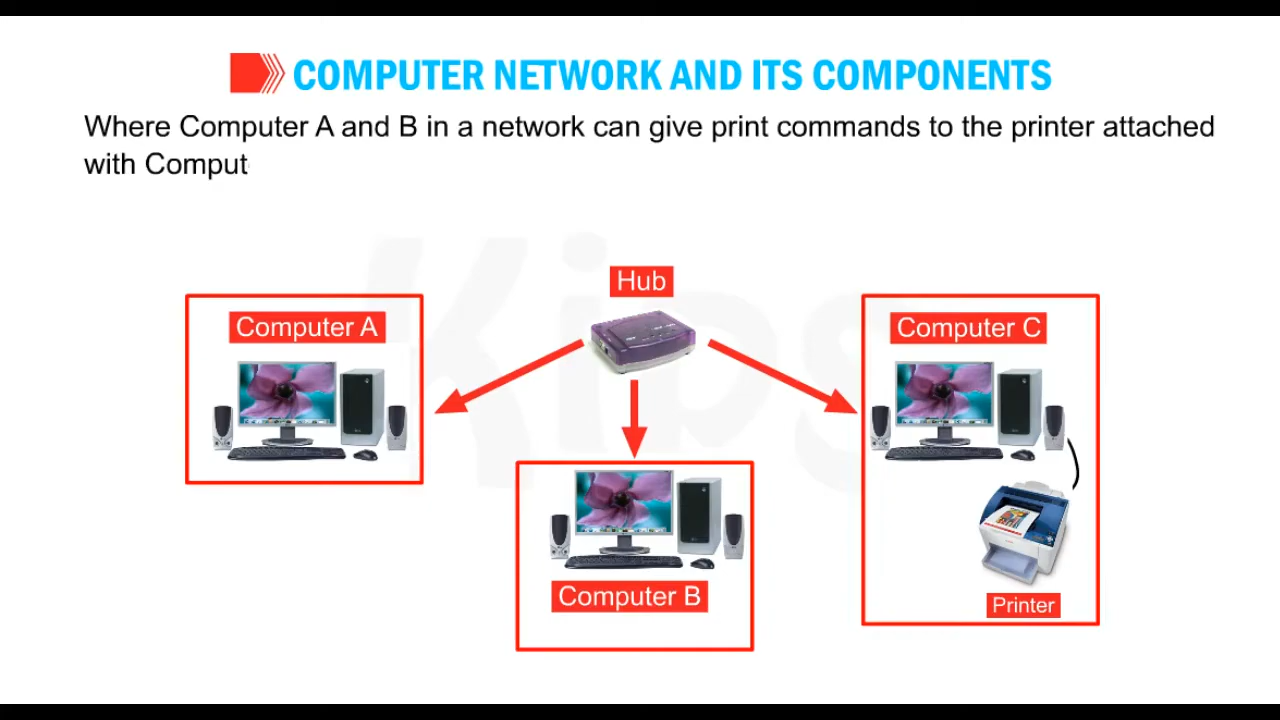 COMPUTER NETWORK AND ITS COMPONENTS
Where Computer A and B in a network can give print commands to the printer attached
with Comput
Hub
Computer A
Computer C
Computer B
Printer
Kips